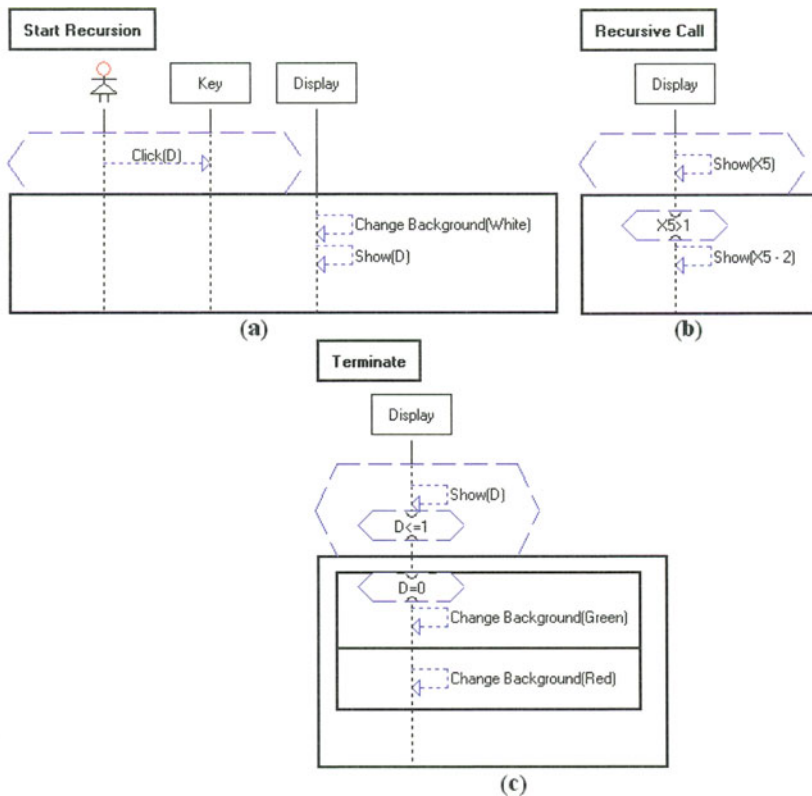 Start Recursion
Key
Display
Click(D)
Change Background(White)
Show(D)
(a)
Recursive Call
Display
Show(X5)
X5>1
Show(X5 - 2)
(b)
Terminate
Display
Show(D)
D<=1
D=0
Change Background(Green)
Change Background(Red)
(c)